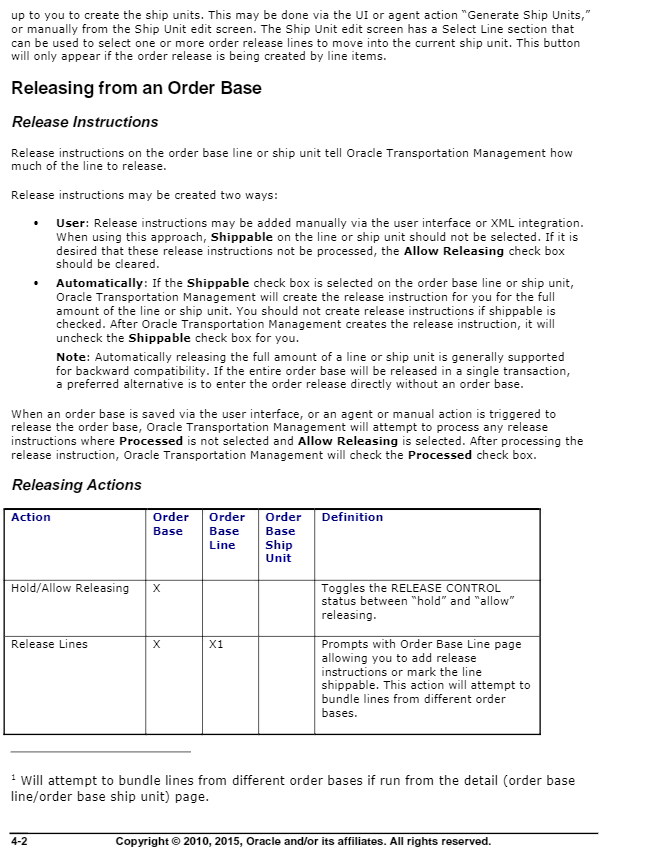 up to you to create the ship units. This may be done via the UI or agent action “Generate Ship Units,”
or manually from the Ship Unit edit screen. The Ship Unit edit screen has a Select Line section that
can be used to select one or more order release lines to move into the current ship unit. This button
will only appear if the order release is being created by line items.
Releasing from an Order Base
Release Instructions
Release instructions on the order base line or ship unit tell Oracle Transportation Management how
much of the line to release.
Release instructions may be created two ways:
• User: Release instructions may be added manually via the user interface or XML integration.
When using this approach, Shippable on the line or ship unit should not be selected. If it is
desired that these release instructions not be processed, the Allow Releasing check box
should be cleared.
• Automatically: If the Shippable check box is selected on the order base line or ship unit,
Oracle Transportation Management will create the release instruction for you for the full
amount of the line or ship unit. You should not create release instructions if shippable is
checked. After Oracle Transportation Management creates the release instruction, it will
uncheck the Shippable check box for you.
Note: Automatically releasing the full amount of a line or ship unit is generally supported
for backward compatibility. If the entire order base will be released in a single transaction,
a preferred alternative is to enter the order release directly without an order base.
When an order base is saved via the user interface, or an agent or manual action is triggered to
release the order base, Oracle Transportation Management will attempt to process any release
instructions where Processed is not selected and Allow Releasing is selected. After processing the
release instruction, Oracle Transportation Management will check the Processed check box.
Releasing Actions
Action Order Order Order Definition
Base Base Base
Line Ship
Unit
Hold/Allow Releasing X Toggles the RELEASE CONTROL
status between “hold” and “allow”
releasing.
Release Lines X X1 Prompts with Order Base Line page
allowing you to add release
instructions or mark the line
shippable. This action will attempt to
bundle lines from different order
bases.
1 Will attempt to bundle lines from different order bases if run from the detail (order base
line/order base ship unit) page.
4-2 Copyright © 2010, 2015, Oracle and/or its affiliates. All rights reserved.